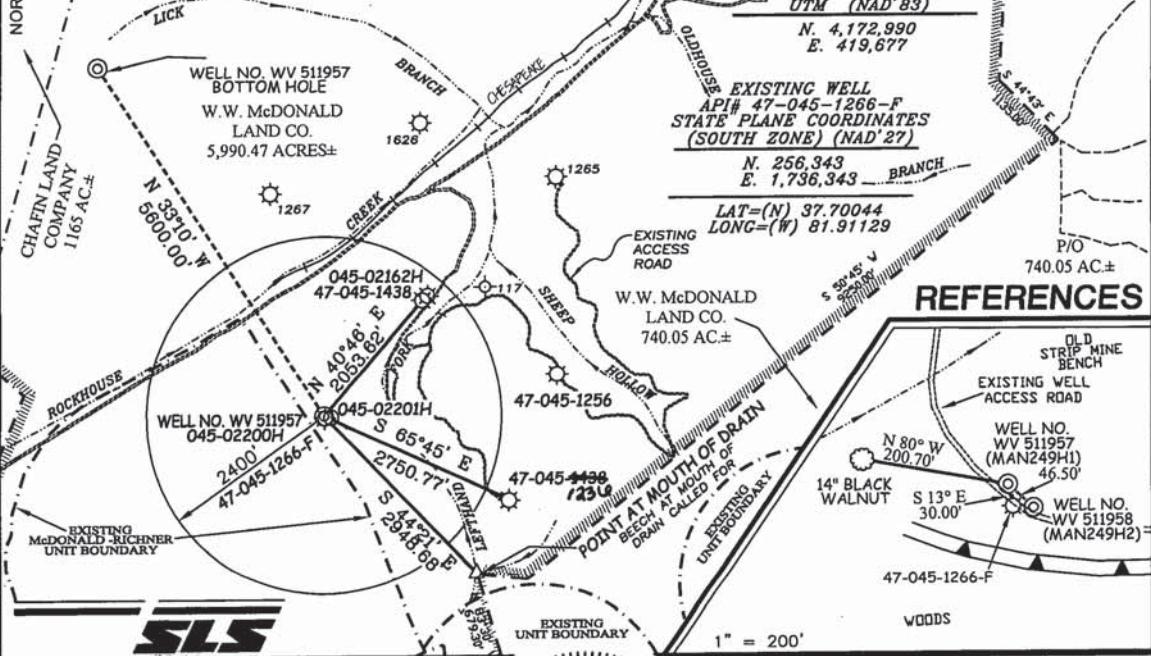 NOR
LICK
BRANCH
WELL NO. WV 511957
BOTTOM HOLE
W.W. McDONALD
LAND CO.
5,990.47 ACRES±
CHAFIN LAND
COMPANY
1165 AC.±
1626
1267
CHESAPEAKE
CREEK
ROCKHOUSE
N 33°10' W
5600.00'
OLDHOUSE
BRANCH
UTM (NAD'83)
N. 4,172,990
E. 419,677
EXISTING WELL
API# 47-045-1266-F
STATE PLANE COORDINATES
(SOUTH ZONE) (NAD'27)
N. 256,343
E. 1,736,343
LAT=(N) 37.70044
LONG=(W) 81.91129
S 44°43' E
1265
EXISTING
ACCESS
ROAD
045-02162H
47-045-1438
117
SHEEP
HOLLOW
N 40°46' E
2053.62'
FORK
LEFTHAND
W.W. McDONALD
LAND CO.
740.05 AC.±
S 50°45' W
9250.00'
P/O
740.05 AC.±
WELL NO. WV 511957
045-02200H
045-02201H
2400'
47-045-1266-F
S 65°45' E
2750.77'
S 44°21' E
2948.68'
47-045-1256
47-045-1438
1236
POINT AT MOUTH OF DRAIN
BEECH AT MOUTH OF
DRAIN CALLED FOR
EXISTING
UNIT BOUNDARY
EXISTING
McDONALD-RICHNER
UNIT BOUNDARY
679.30'
EXISTING
UNIT BOUNDARY
SLS
REFERENCES
OLD
STRIP MINE
BENCH
EXISTING WELL
ACCESS ROAD
WELL NO.
WV 511957
(MAN249H1)
46.50'
N 80° W
200.70'
14" BLACK
WALNUT
S 13° E
30.00'
WELL NO.
WV 511958
(MAN249H2)
47-045-1266-F
WOODS
1" = 200'